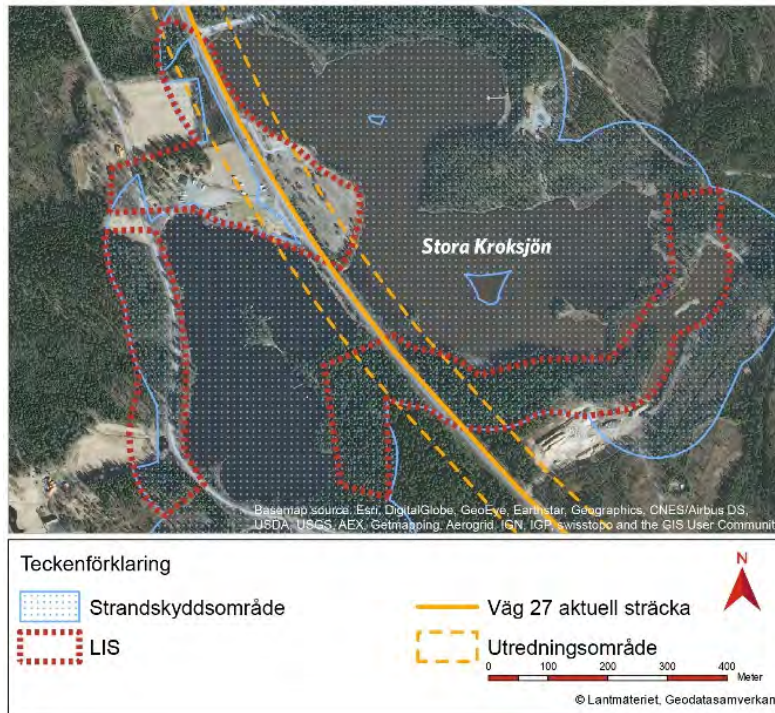 Stora Kroksjön
Basemap source: Esri, DigitalGlobe, GeoEye, Earthstar, Geographics, CNES/Airbus DS,
USDA, USGS, AEX, Getmapping, Aerogrid, IGN, IGP, swisstopo and the GIS User Communit
Teckenförklaring
N
Strandskyddsområde
Väg 27 aktuell sträcka
LIS
Utredningsområde
0 100 200 300 400
Meter
© Lantmäteriet, Geodatasamverkan